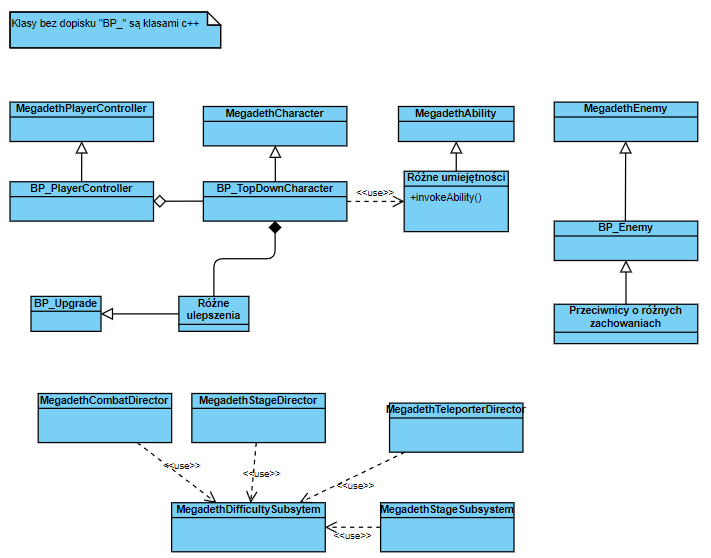 Klasy bez dopisku "BP_" są klasami c++
MegadethPlayerController
MegadethCharacter
MegadethAbility
MegadethEnemy
BP_PlayerController
BP_TopDownCharacter
<<use>>
Różne umiejętności
+invokeAbility()
BP_Enemy
BP_Upgrade
Różne
ulepszenia
Przeciwnicy o różnych
zachowaniach
MegadethCombatDirector
MegadethStageDirector
MegadethTeleporterDirector
<<use>>
<<use>>
<<use>>
MegadethDifficultySubsytem
<<use>>
MegadethStageSubsystem